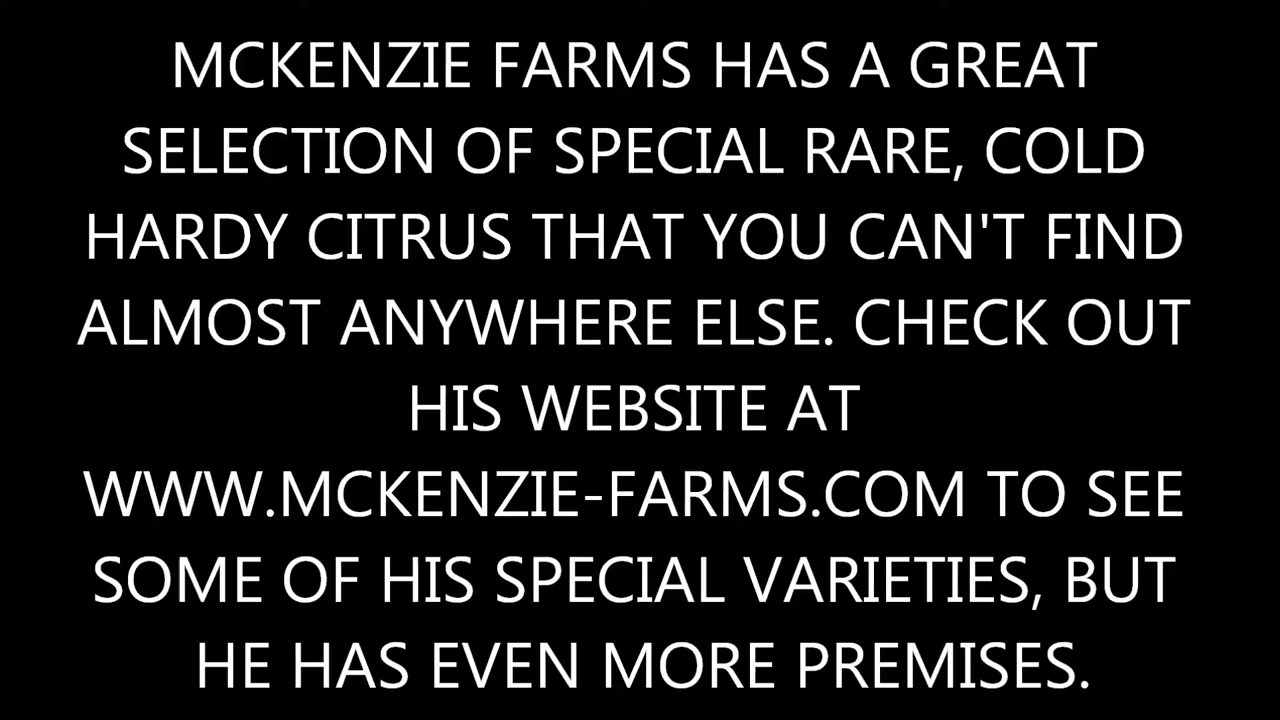 MCKENZIE FARMS HAS A GREAT
SELECTION OF SPECIAL RARE, COLD
HARDY CITRUS THAT YOU CAN'T FIND
ALMOST ANYWHERE ELSE. CHECK OUT
HIS WEBSITE AT
WWW.MCKENZIE-FARMS.COM TO SEE
SOME OF HIS SPECIAL VARIETIES, BUT
HE HAS EVEN MORE PREMISES.